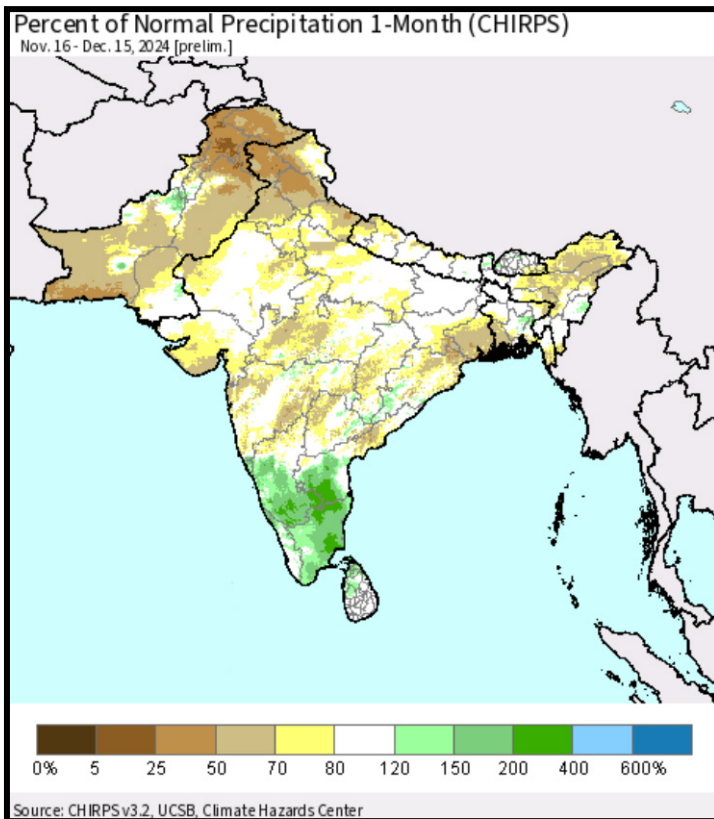 Percent of Normal Precipitation 1-Month (CHIRPS)
Nov. 16 - Dec. 15, 2024 [prelim.]
0% 5 25 50 70 80 120 150 200 400 600%
Source: CHIRPS v3.2, UCSB, Climate Hazards Center